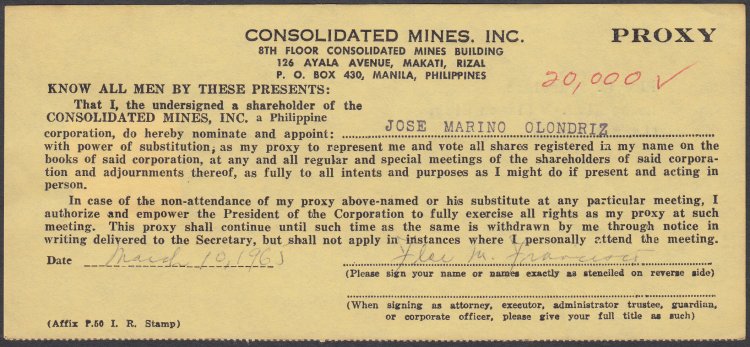 CONSOLIDATED MINES, INC.
PROXY
8TH FLOOR CONSOLIDATED MINES BUILDING
126 AYALA AVENUE, MAKATI, RIZAL
P. O. BOX 430, MANILA, PHILIPPINES
20,000 ✓
KNOW ALL MEN BY THESE PRESENTS:
That I, the undersigned a shareholder of the
CONSOLIDATED MINES, INC. a Philippine
corporation, do hereby nominate and appoint: JOSE MARINO OLONDRIZ
with power of substitution, as my proxy to represent me and vote all shares registered in my name on the
books of said corporation, at any and all regular and special meetings of the shareholders of said corpora-
tion and adjournments thereof, as fully to all intents and purposes as I might do if present and acting in
person.
In case of the non-attendance of my proxy above-named or his substitute at any particular meeting, I
authorize and empower the President of the Corporation to fully exercise all rights as my proxy at such
meeting. This proxy shall continue until such time as the same is withdrawn by me through notice in
writing delivered to the Secretary, but shall not apply in instances where I personally attend the meeting.
Date March 10, 1963 Flor M. Francisco
(Please sign your name or names exactly as stenciled on reverse side)
(When signing as attorney, executor, administrator trustee, guardian,
or corporate officer, please give your full title as such)
(Affix ₱.50 I. R. Stamp)